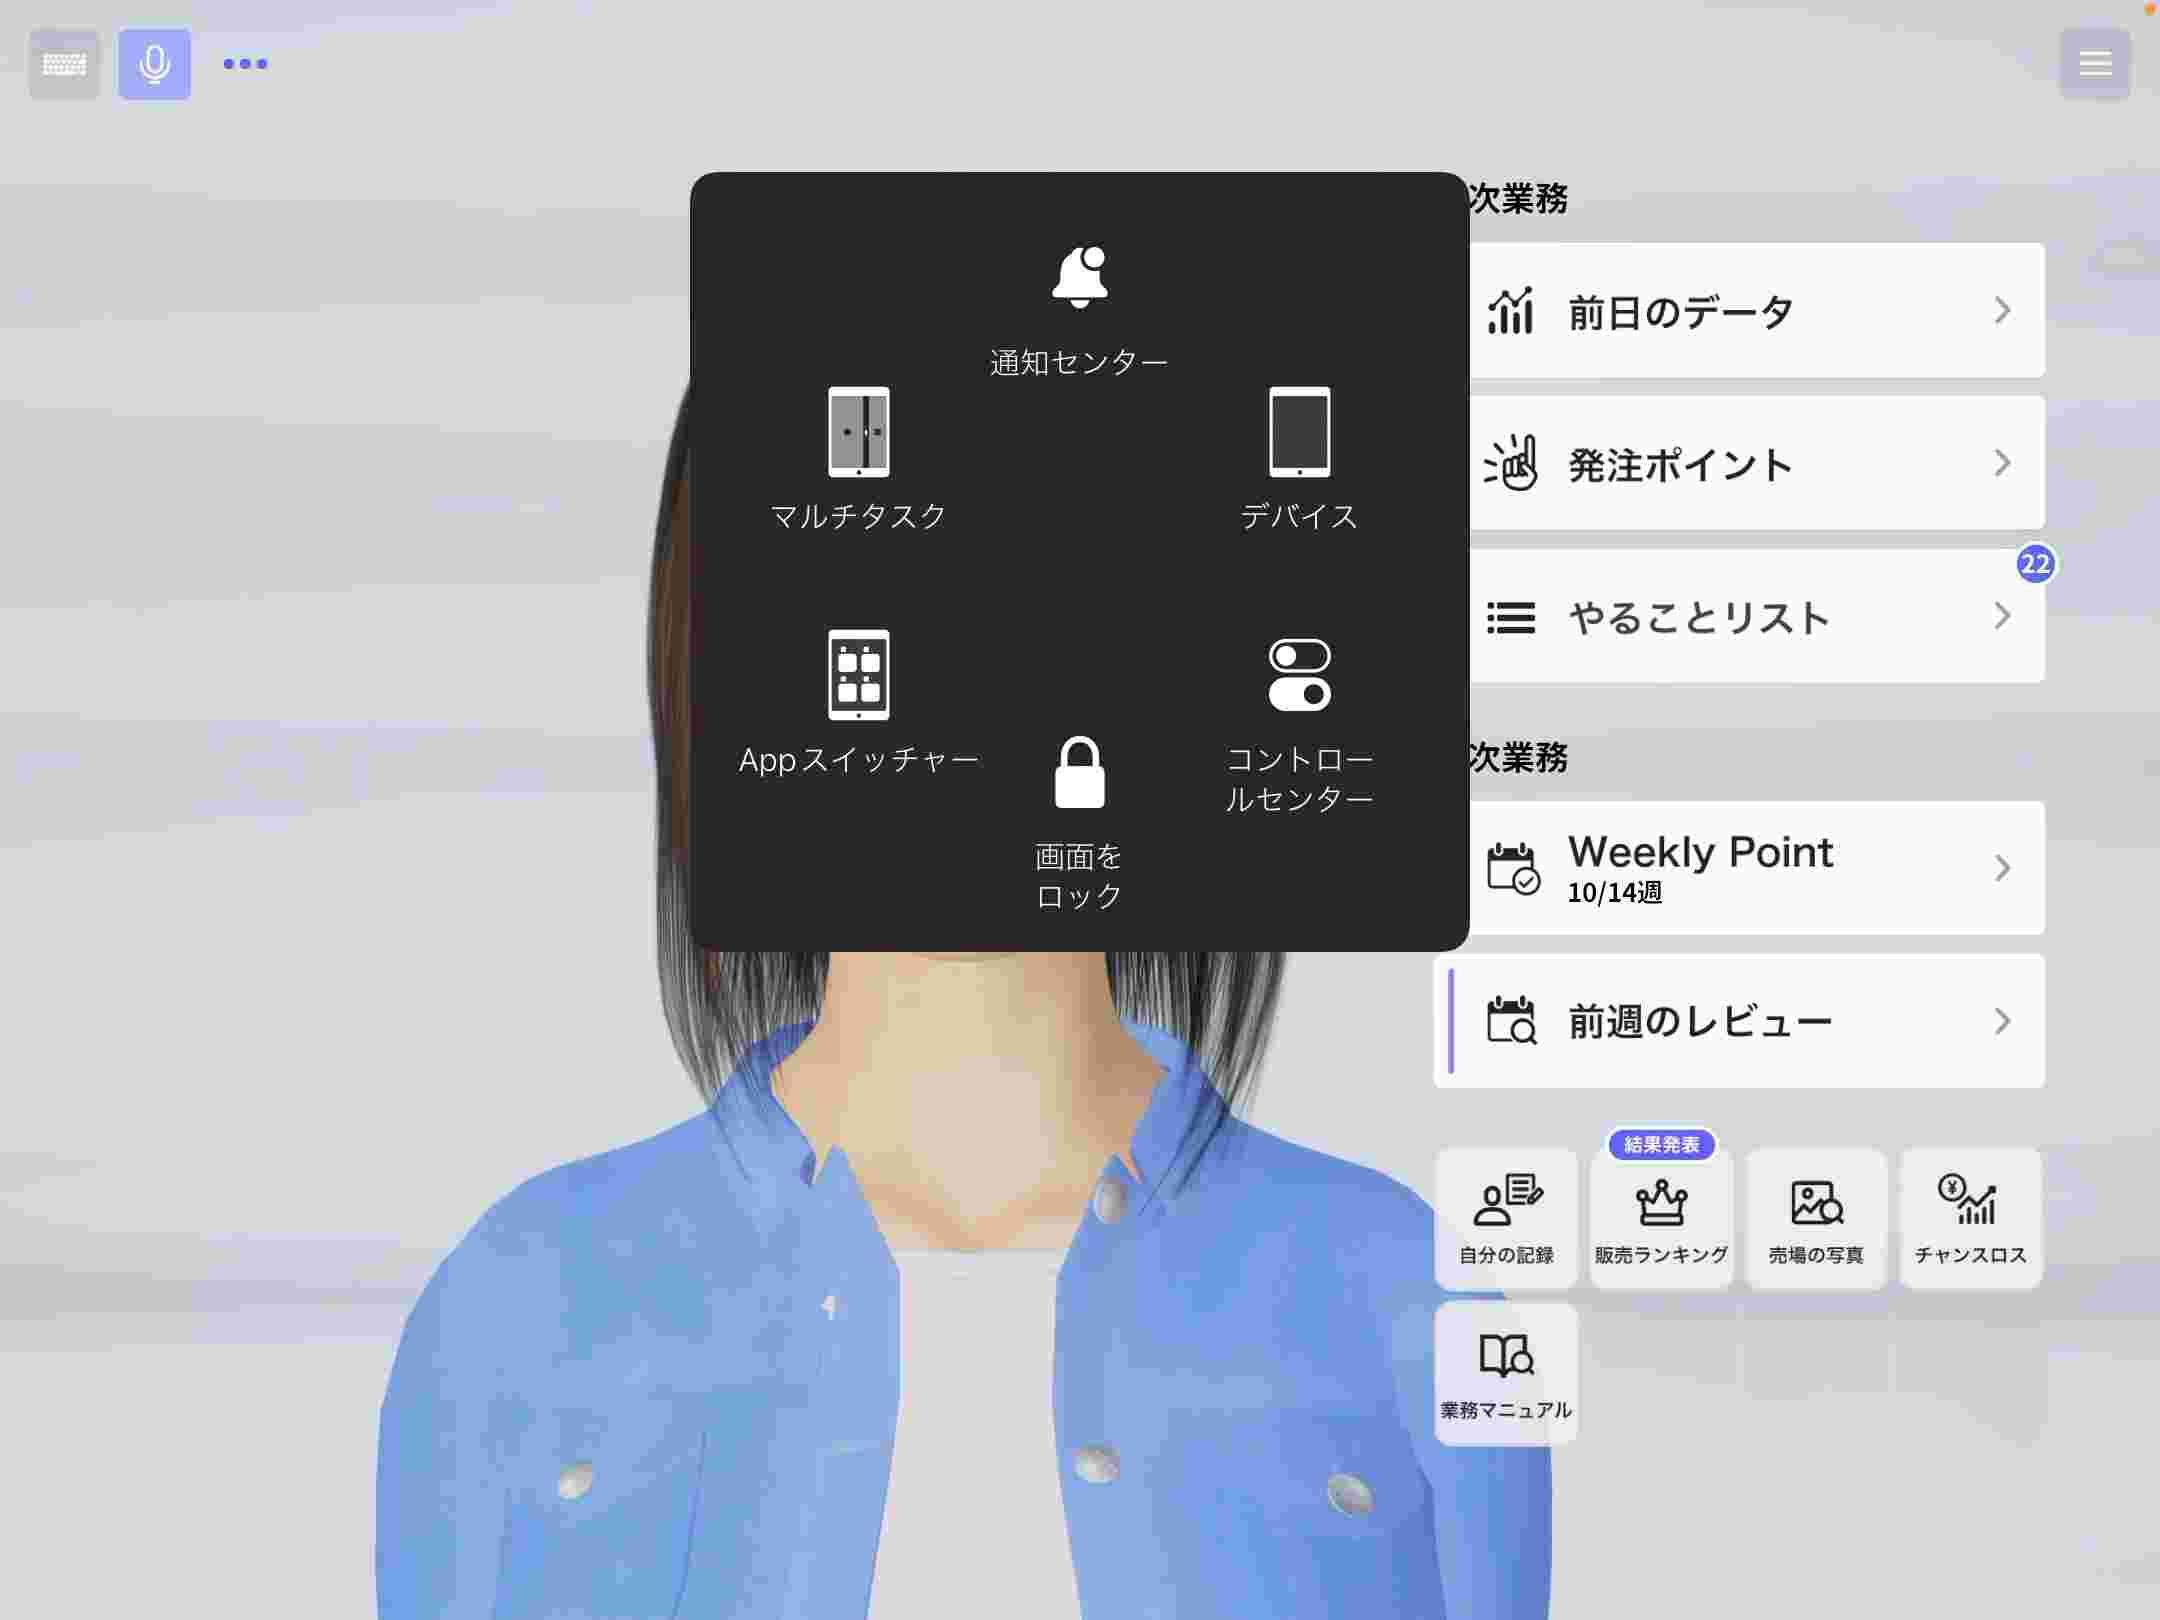 通知センター
マルチタスク
デバイス
Appスイッチャー
コントロー
ルセンター
画面を
ロック
次業務
前日のデータ
発注ポイント
22
やることリスト
次業務
Weekly Point
10/14週
前週のレビュー
結果発表
自分の記録
販売ランキング
売場の写真
チャンスロス
業務マニュアル